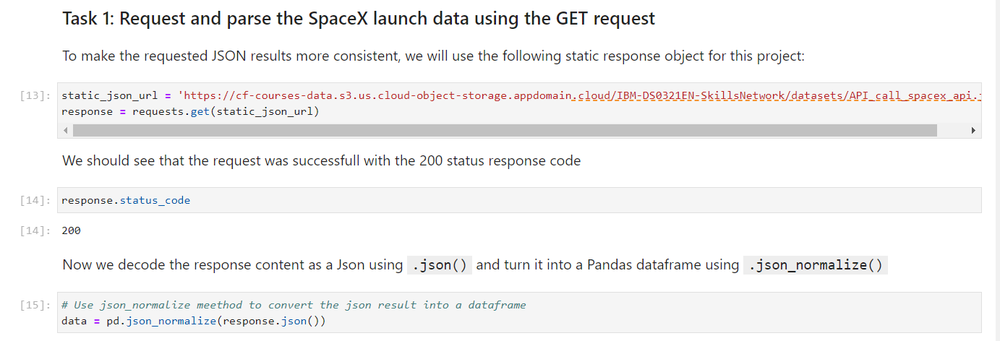 Task 1: Request and parse the SpaceX launch data using the GET request
To make the requested JSON results more consistent, we will use the following static response object for this project:
[13]: static_json_url = 'https://cf-courses-data.s3.us.cloud-object-storage.appdomain.cloud/IBM-DS0321EN-SkillsNetwork/datasets/API_call_spacex_api.
response = requests.get(static_json_url)
We should see that the request was successfull with the 200 status response code
[14]: response.status_code
[14]: 200
Now we decode the response content as a Json using .json() and turn it into a Pandas dataframe using .json_normalize()
[15]: # Use json_normalize meethod to convert the json result into a dataframe
data = pd.json_normalize(response.json())